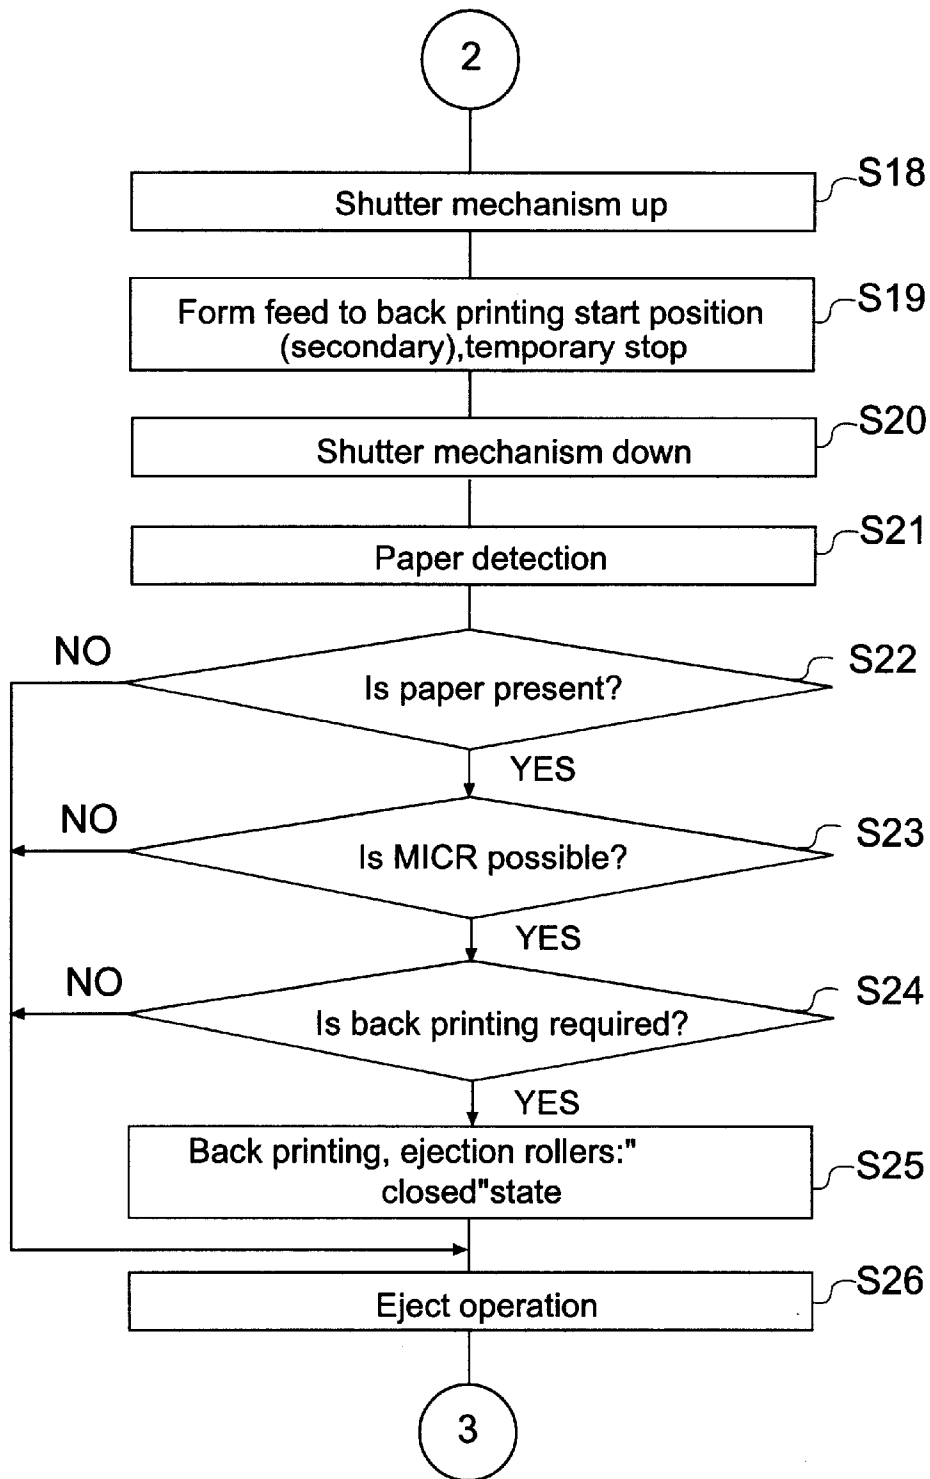 2
Shutter mechanism up
S18
Form feed to back printing start position
(secondary),temporary stop
S19
Shutter mechanism down
S20
Paper detection
S21
NO
Is paper present?
S22
YES
NO
Is MICR possible?
S23
YES
NO
Is back printing required?
S24
YES
Back printing, ejection rollers:"
closed"state
S25
Eject operation
S26
3